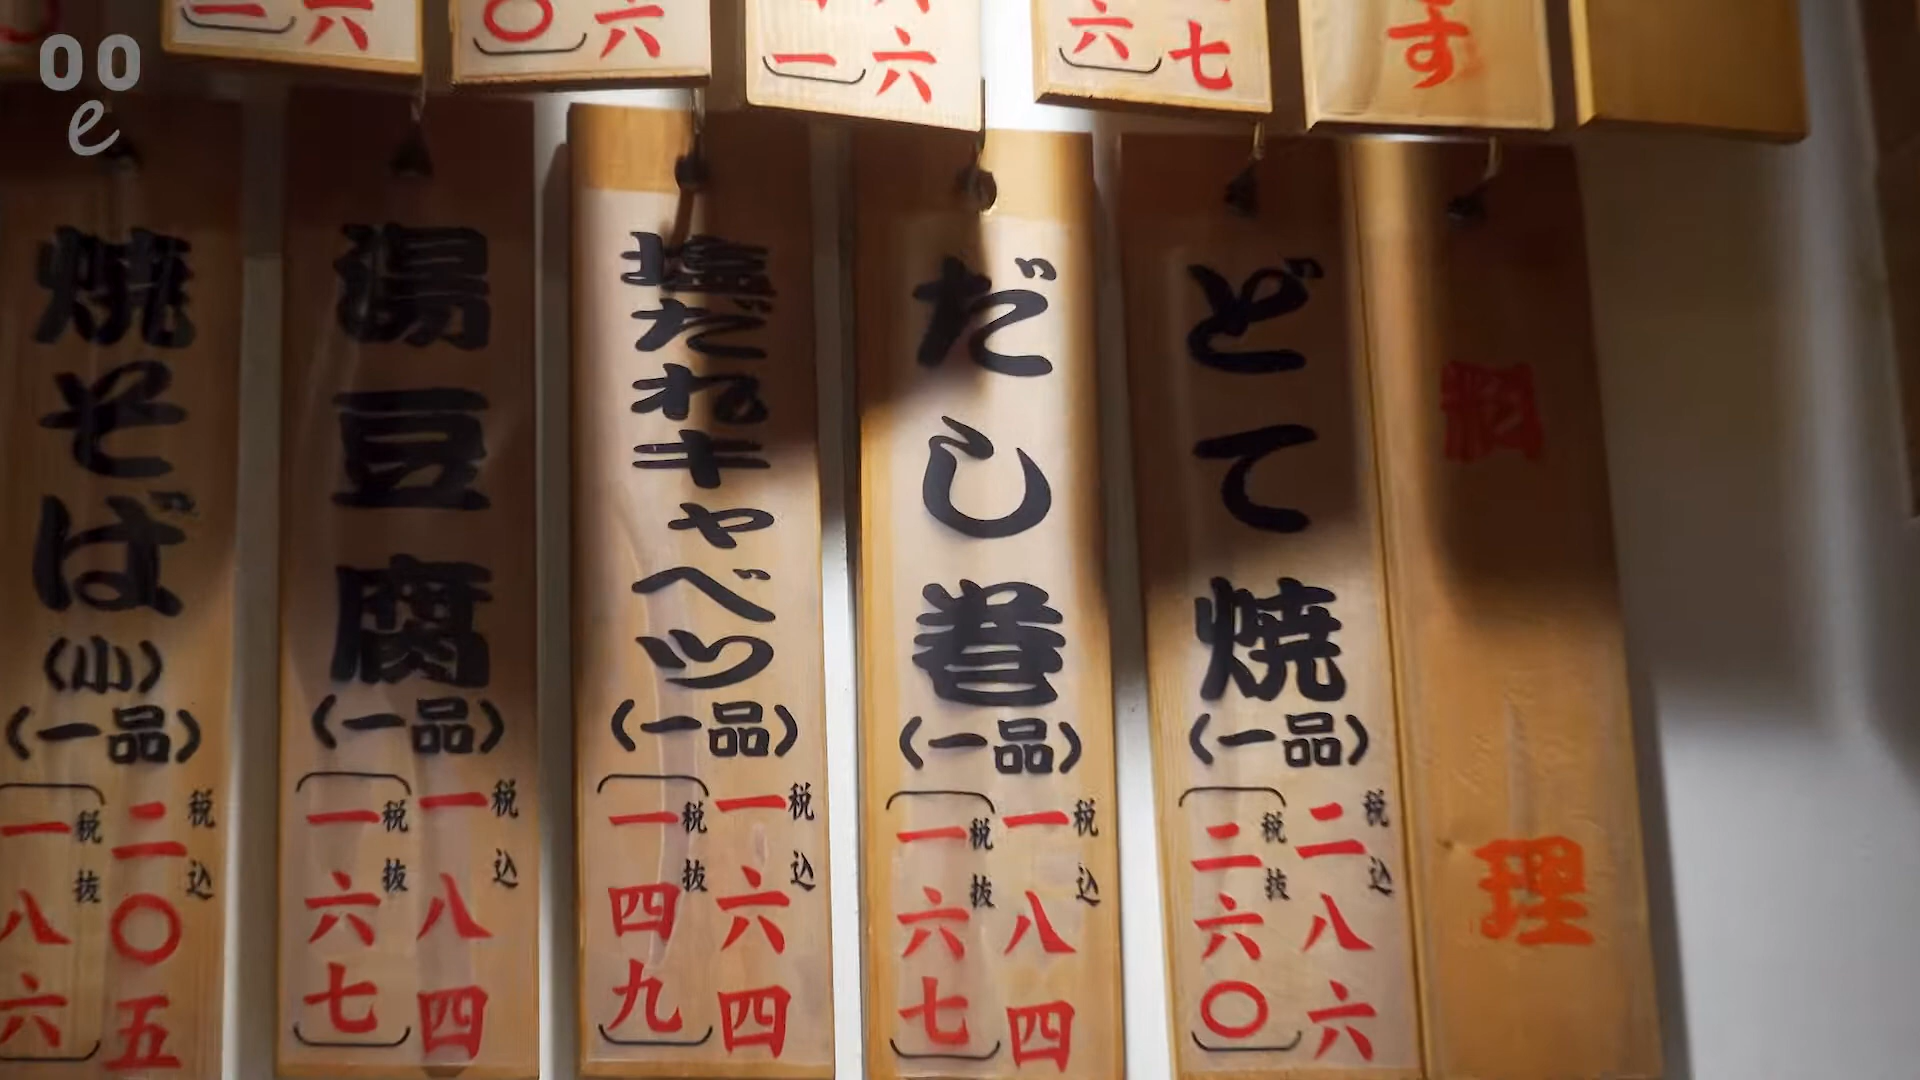 ooe
一六
〇六
一六
六七
す
料理
どて焼
(一品)
税込二八六
(税抜二六〇)
だし巻
(一品)
税込一八四
(税抜一六七)
塩だれキャベツ
(一品)
税込一六四
(税抜一四九)
湯豆腐
(一品)
税込一八四
(税抜一六七)
焼そば
(小)
(一品)
税込二〇五
(税抜一八六)